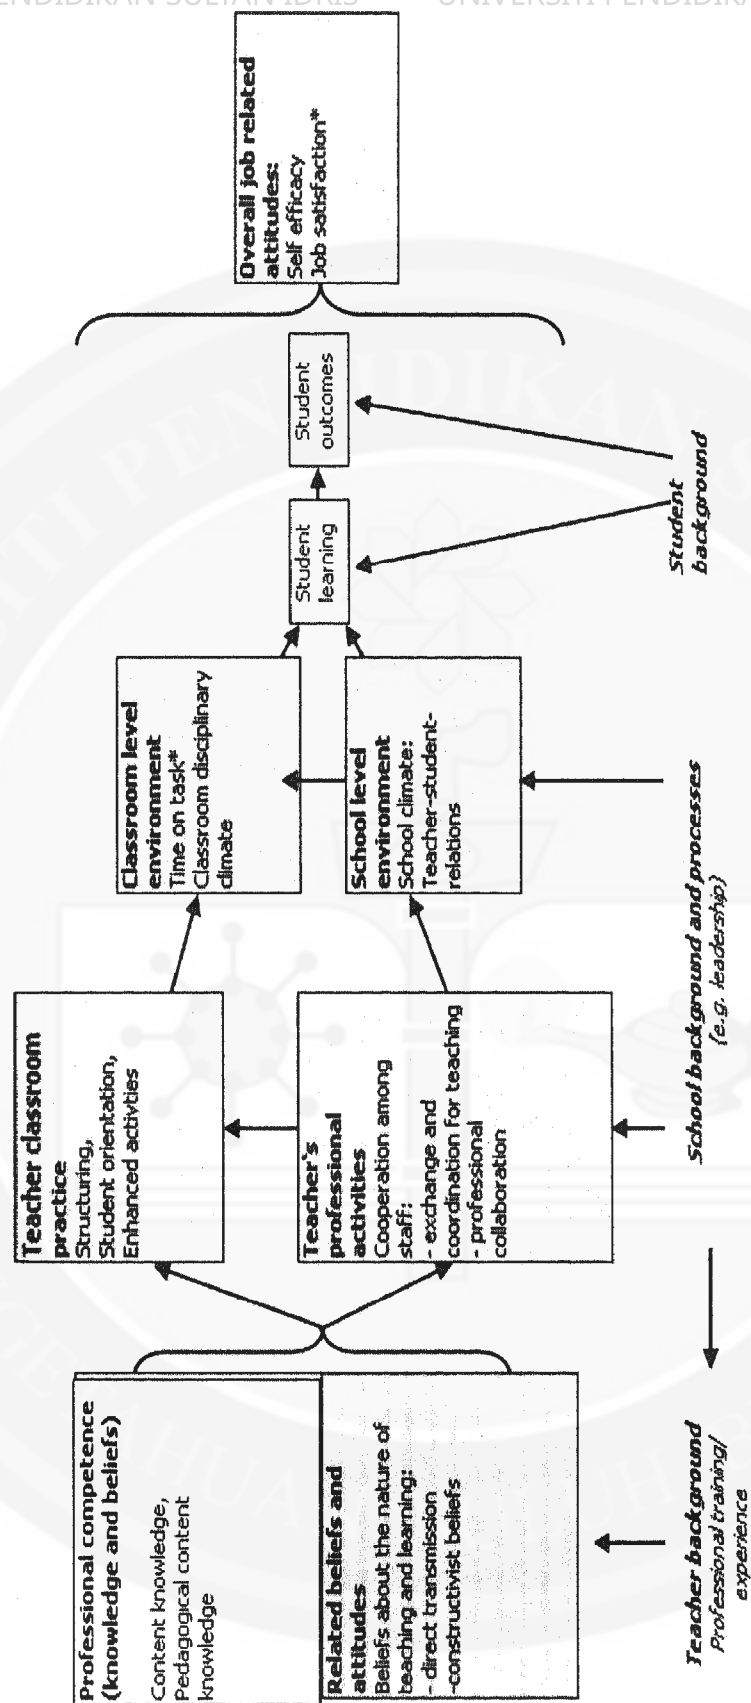 ENDIDIKAN SULTAN IDRIS
UNIVERSITI PENDIDIKA
Professional competence
(knowledge and beliefs)
Content knowledge,
Pedagogical content
knowledge
Related beliefs and
attitudes
Beliefs about the nature of
teaching and learning:
- direct transmission
-constructivist beliefs
Teacher background
Professional training/
experience
Teacher classroom
practice
Structuring,
Student orientation,
Enhanced activties
Teacher's
professional
activities
Cooperation among
staff:
- exchange and
coordination for teaching
- professional
collaboration
School background and processes
(e.g. leadership)
Classroom level
environment
Time on task*
Classroom disciplinary
climate
School level
environment
School climate:
Teacher-student-
relations
Student
learning
Student
outcomes
Student
background
Overall job related
attitudes:
Self efficacy
Job satisfaction*